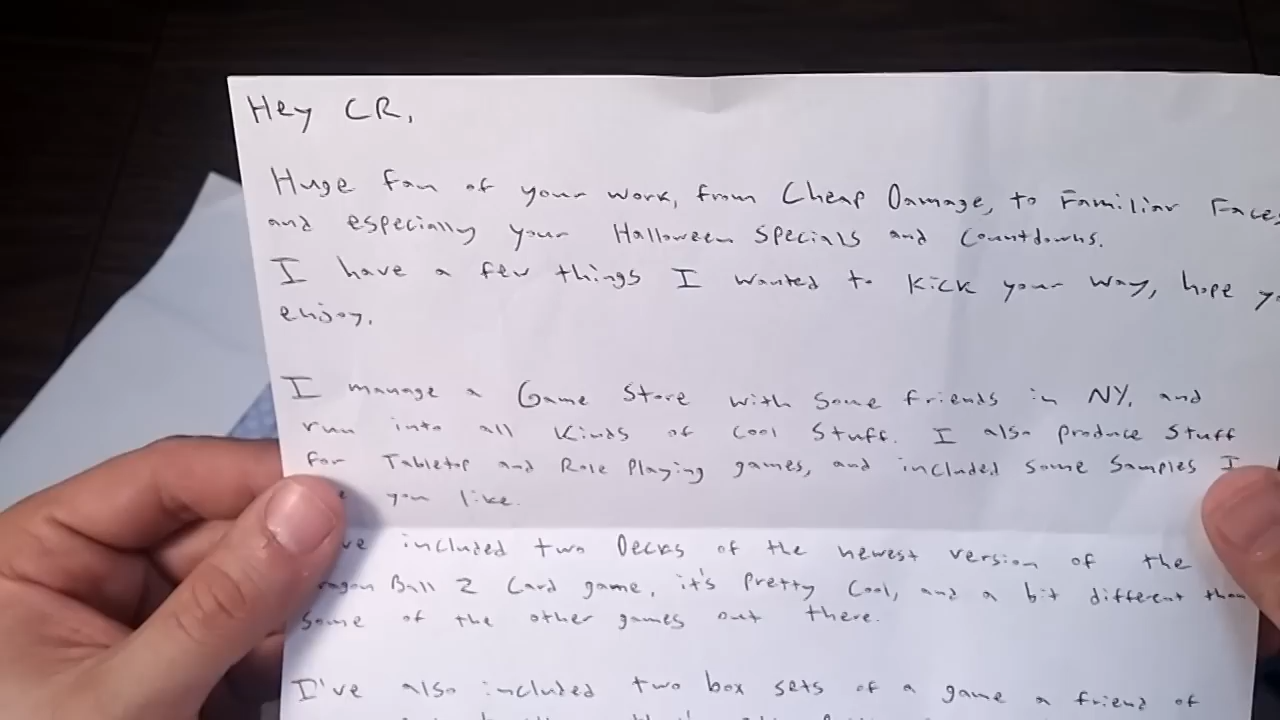 Hey CR,
Huge fan of your work, from Cheap Damage, to Familiar Faces
and especially your Halloween Specials and Countdowns.
I have a few things I wanted to kick your way, hope
enjoy.
I manage a Game Store with some friends in NY, and
run into all kinds of cool stuff. I also produce stuff
for Tabletop and Role Playing games, and included some samples I
you like.
included two Decks of the newest version of the
Ball Z Card game, it's pretty cool, and a bit different than
some of the other games out there.
I've also included two box sets of a game a friend of